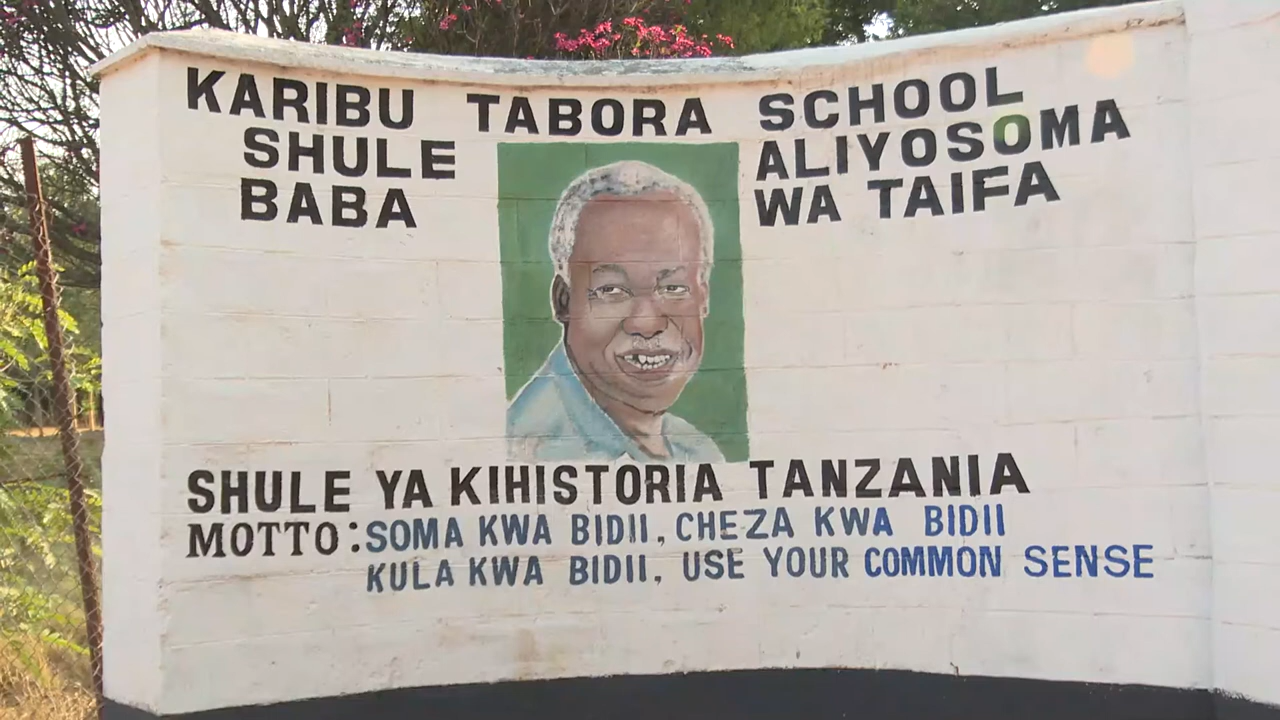 KARIBU TABORA SCHOOL
SHULE ALIYOSOMA
BABA WA TAIFA
SHULE YA KIHISTORIA TANZANIA
MOTTO: SOMA KWA BIDII, CHEZA KWA BIDII
KULA KWA BIDII, USE YOUR COMMON SENSE